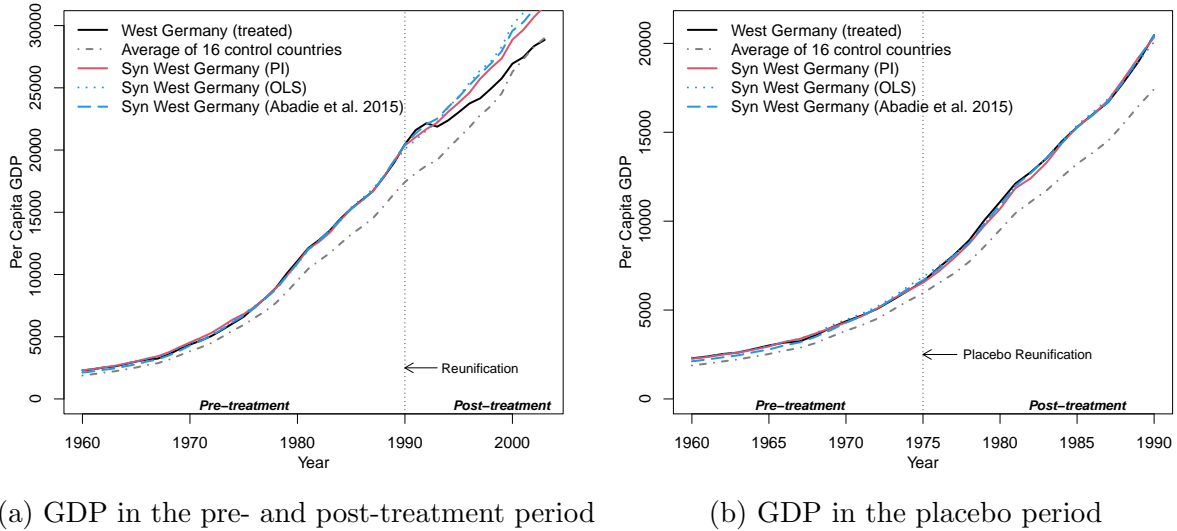 West Germany (treated)
Average of 16 control countries
Syn West Germany (PI)
Syn West Germany (OLS)
Syn West Germany (Abadie et al. 2015)
Per Capita GDP
0
5000
10000
15000
20000
25000
30000
Reunification
Pre−treatment
Post−treatment
1960
1970
1980
1990
2000
Year
West Germany (treated)
Average of 16 control countries
Syn West Germany (PI)
Syn West Germany (OLS)
Syn West Germany (Abadie et al. 2015)
Per Capita GDP
0
5000
10000
15000
20000
Placebo Reunification
Pre−treatment
Post−treatment
1960
1965
1970
1975
1980
1985
1990
Year
(a) GDP in the pre- and post-treatment period
(b) GDP in the placebo period